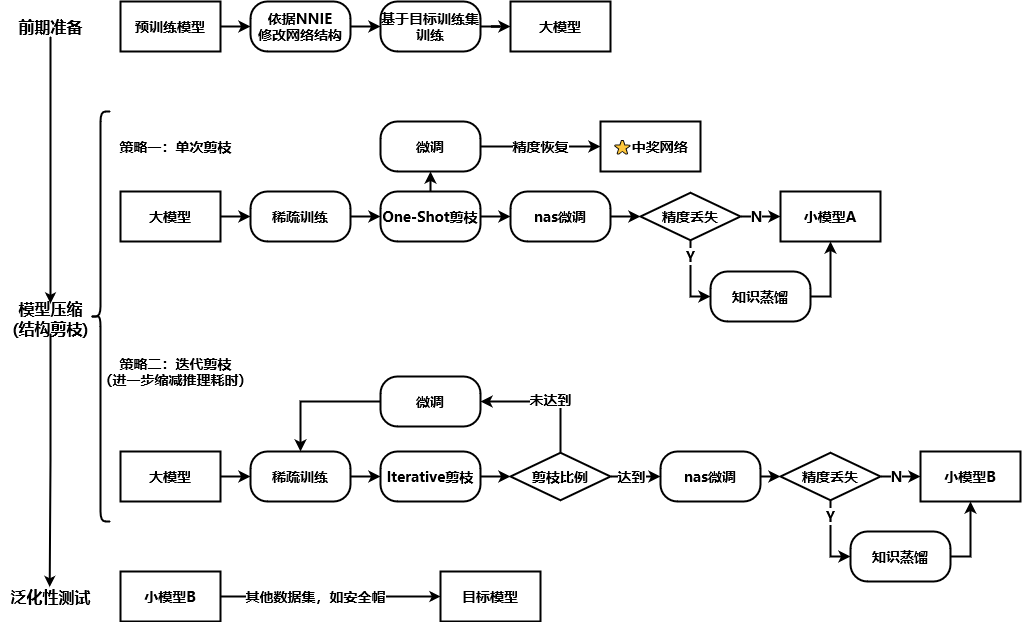 前期准备
预训练模型
依据NNIE
修改网络结构
基于目标训练集
训练
大模型
策略一：单次剪枝
微调
精度恢复
中奖网络
大模型
稀疏训练
One-Shot剪枝
nas微调
精度丢失
N
小模型A
Y
知识蒸馏
模型压缩
(结构剪枝)
策略二：迭代剪枝
（进一步缩减推理耗时）
微调
未达到
大模型
稀疏训练
Iterative剪枝
剪枝比例
达到
nas微调
精度丢失
N
小模型B
Y
知识蒸馏
泛化性测试
小模型B
其他数据集，如安全帽
目标模型